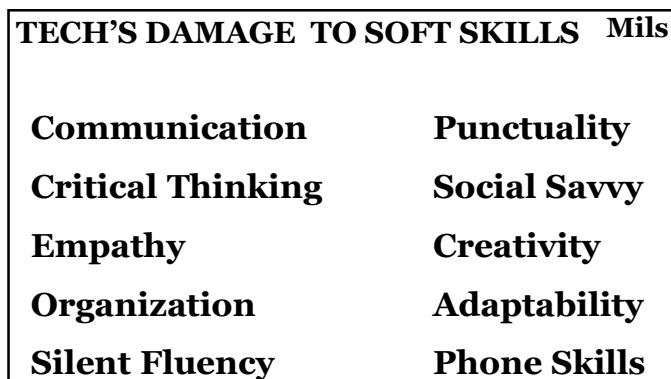 TECH’S DAMAGE TO SOFT SKILLS Mils
Communication Punctuality
Critical Thinking Social Savvy
Empathy Creativity
Organization Adaptability
Silent Fluency Phone Skills